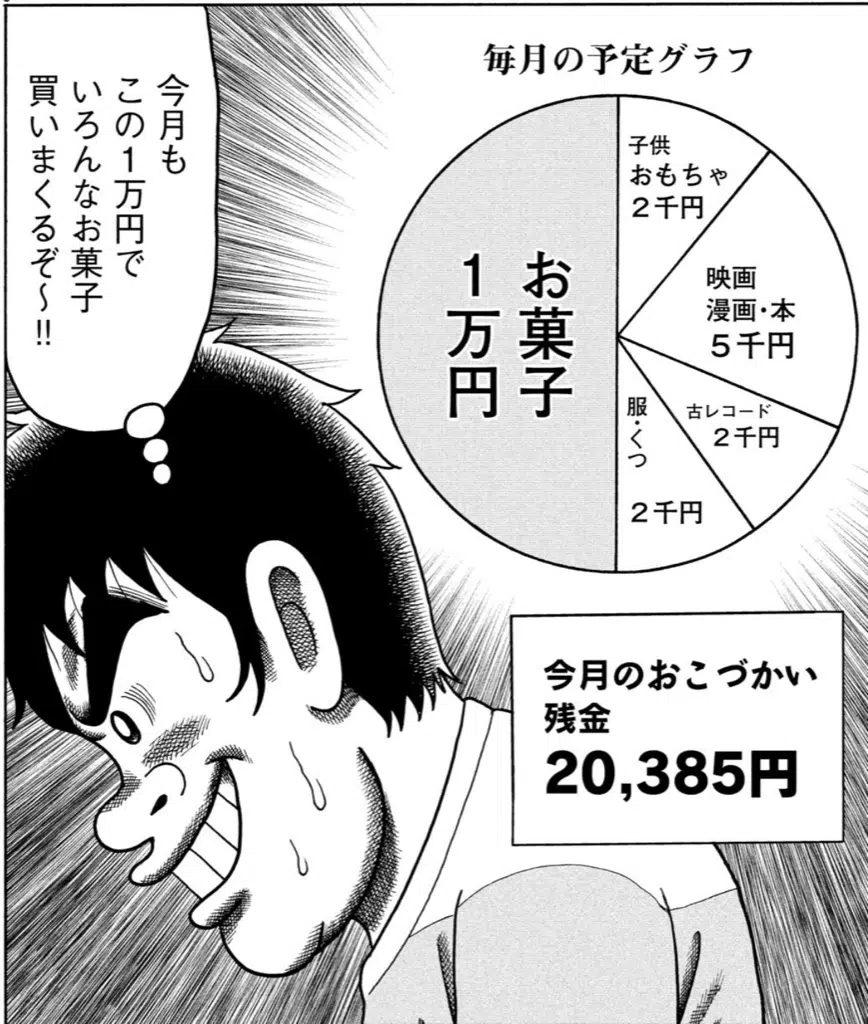 今月も
この1万円で
いろんなお菓子
買いまくるぞ〜!!
毎月の予定グラフ
子供
おもちゃ
2千円
映画
漫画・本
5千円
古レコード
2千円
服・くつ
2千円
お菓子
1万円
今月のおこづかい
残金
20,385円